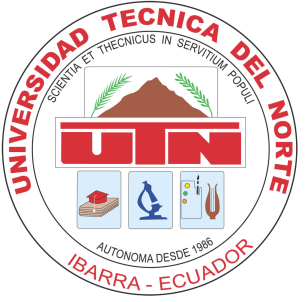 UNIVERSIDAD TECNICA DEL NORTE
SCIENTIA ET THECNICUS IN SERVITIUM POPULI
UTN
AUTONOMA DESDE 1986
IBARRA - ECUADOR